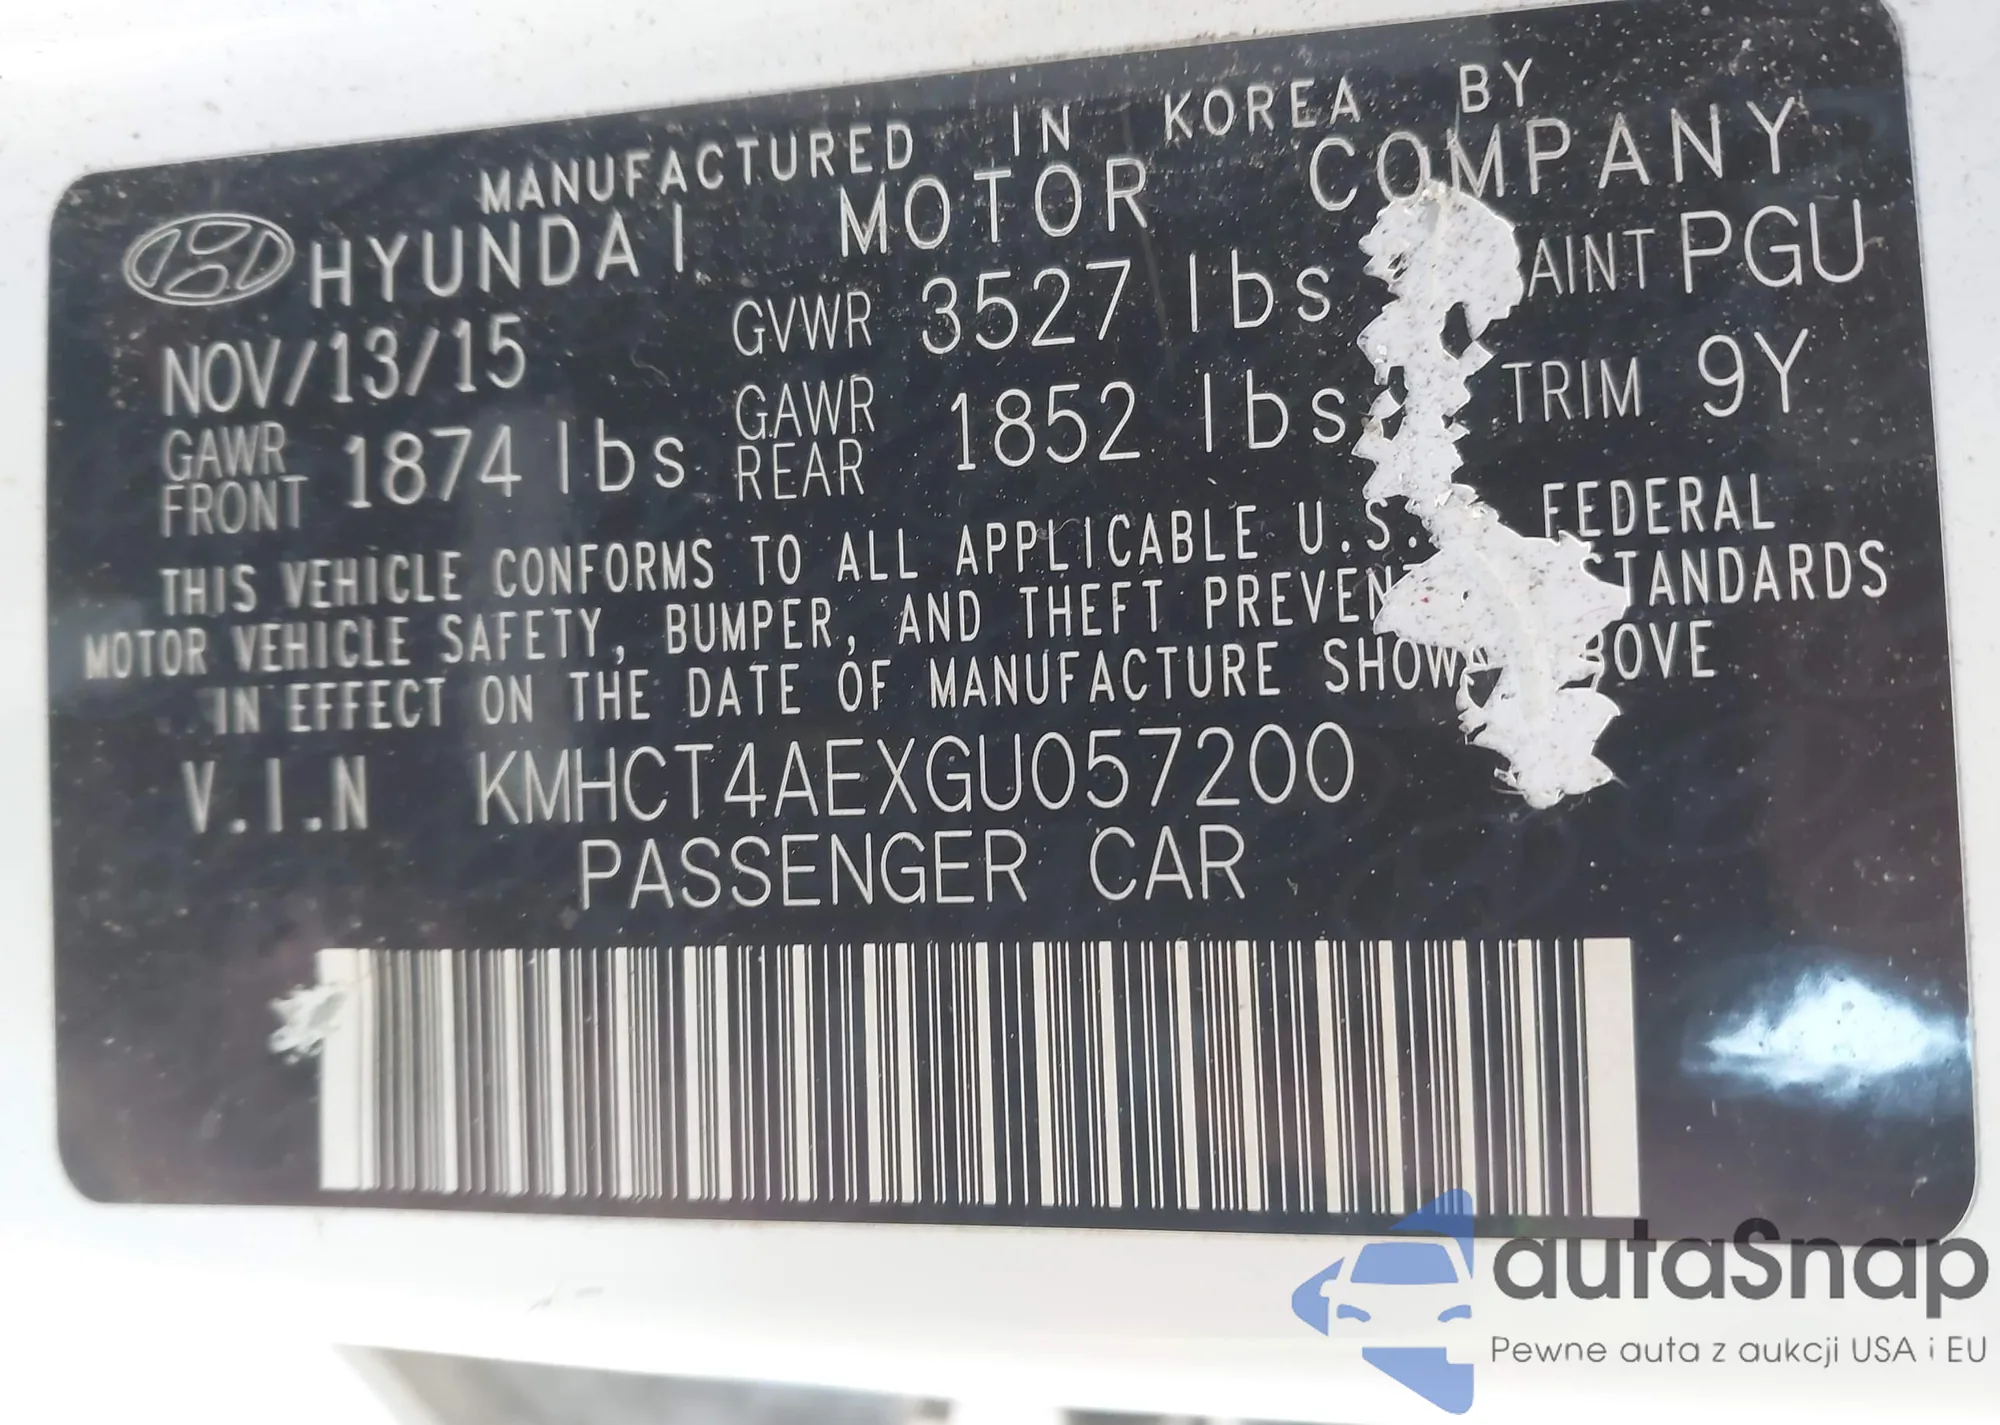 MANUFACTURED IN KOREA BY
HYUNDAI MOTOR COMPANY
NOV/13/15 GVWR 3527 lbs AINT PGU
GAWR FRONT 1874 lbs GAWR REAR 1852 lbs TRIM 9Y
THIS VEHICLE CONFORMS TO ALL APPLICABLE U.S. FEDERAL
MOTOR VEHICLE SAFETY, BUMPER, AND THEFT PREVEN STANDARDS
IN EFFECT ON THE DATE OF MANUFACTURE SHOWN BOVE
V.I.N KMHCT4AEXGU057200
PASSENGER CAR
autaSnap
Pewne auta z aukcji USA i EU